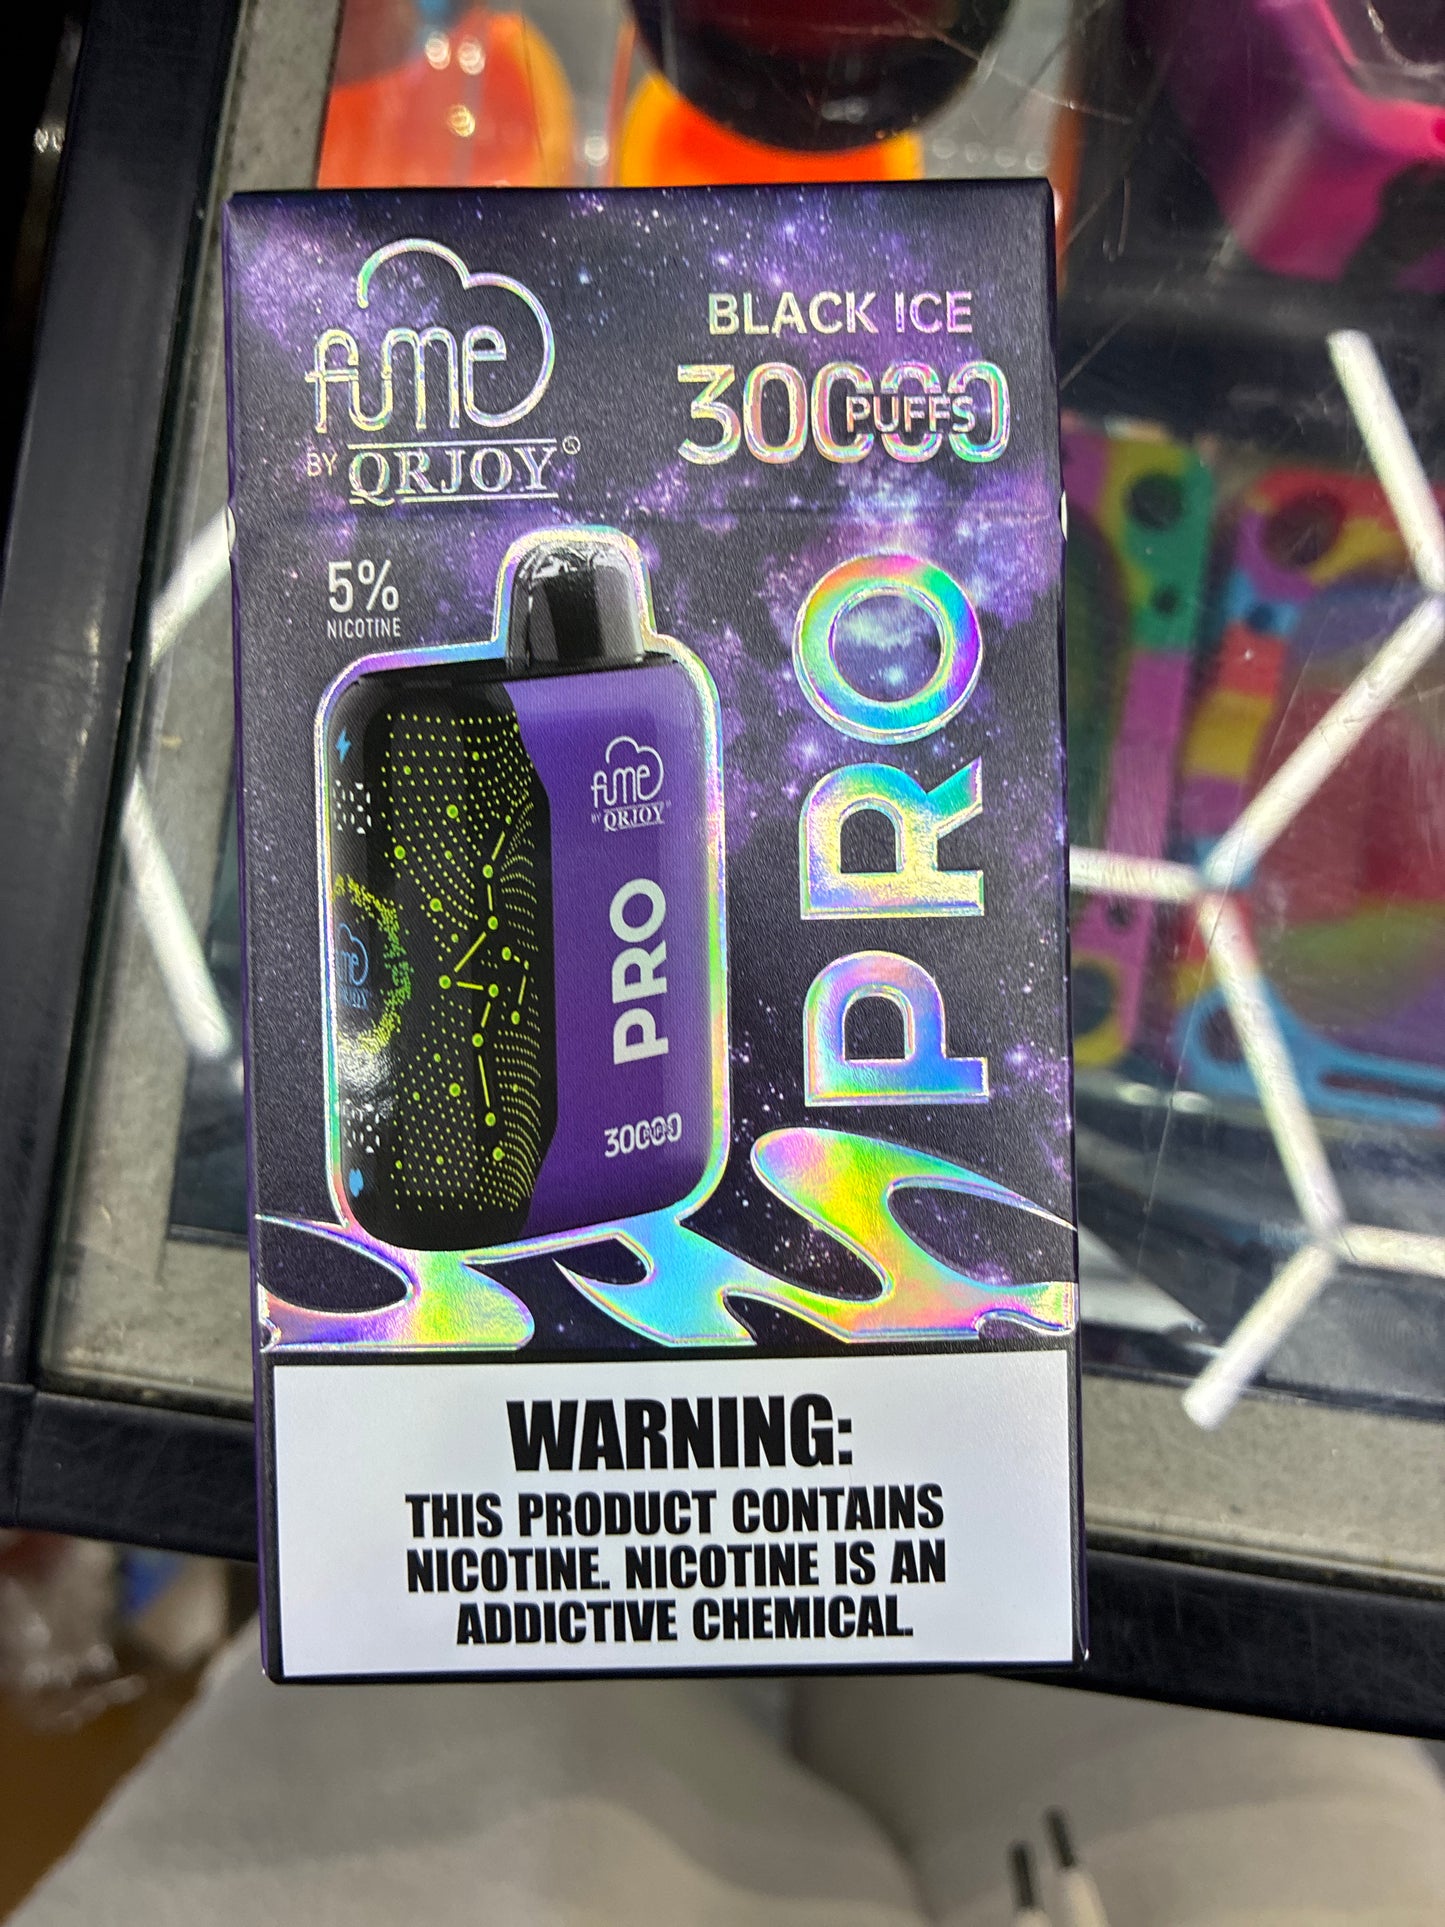 fume
BY QRJOY®
BLACK ICE
30000
PUFFS
5%
NICOTINE
PRO
fume
BY QRJOY
PRO
30000
WARNING:
THIS PRODUCT CONTAINS
NICOTINE. NICOTINE IS AN
ADDICTIVE CHEMICAL.